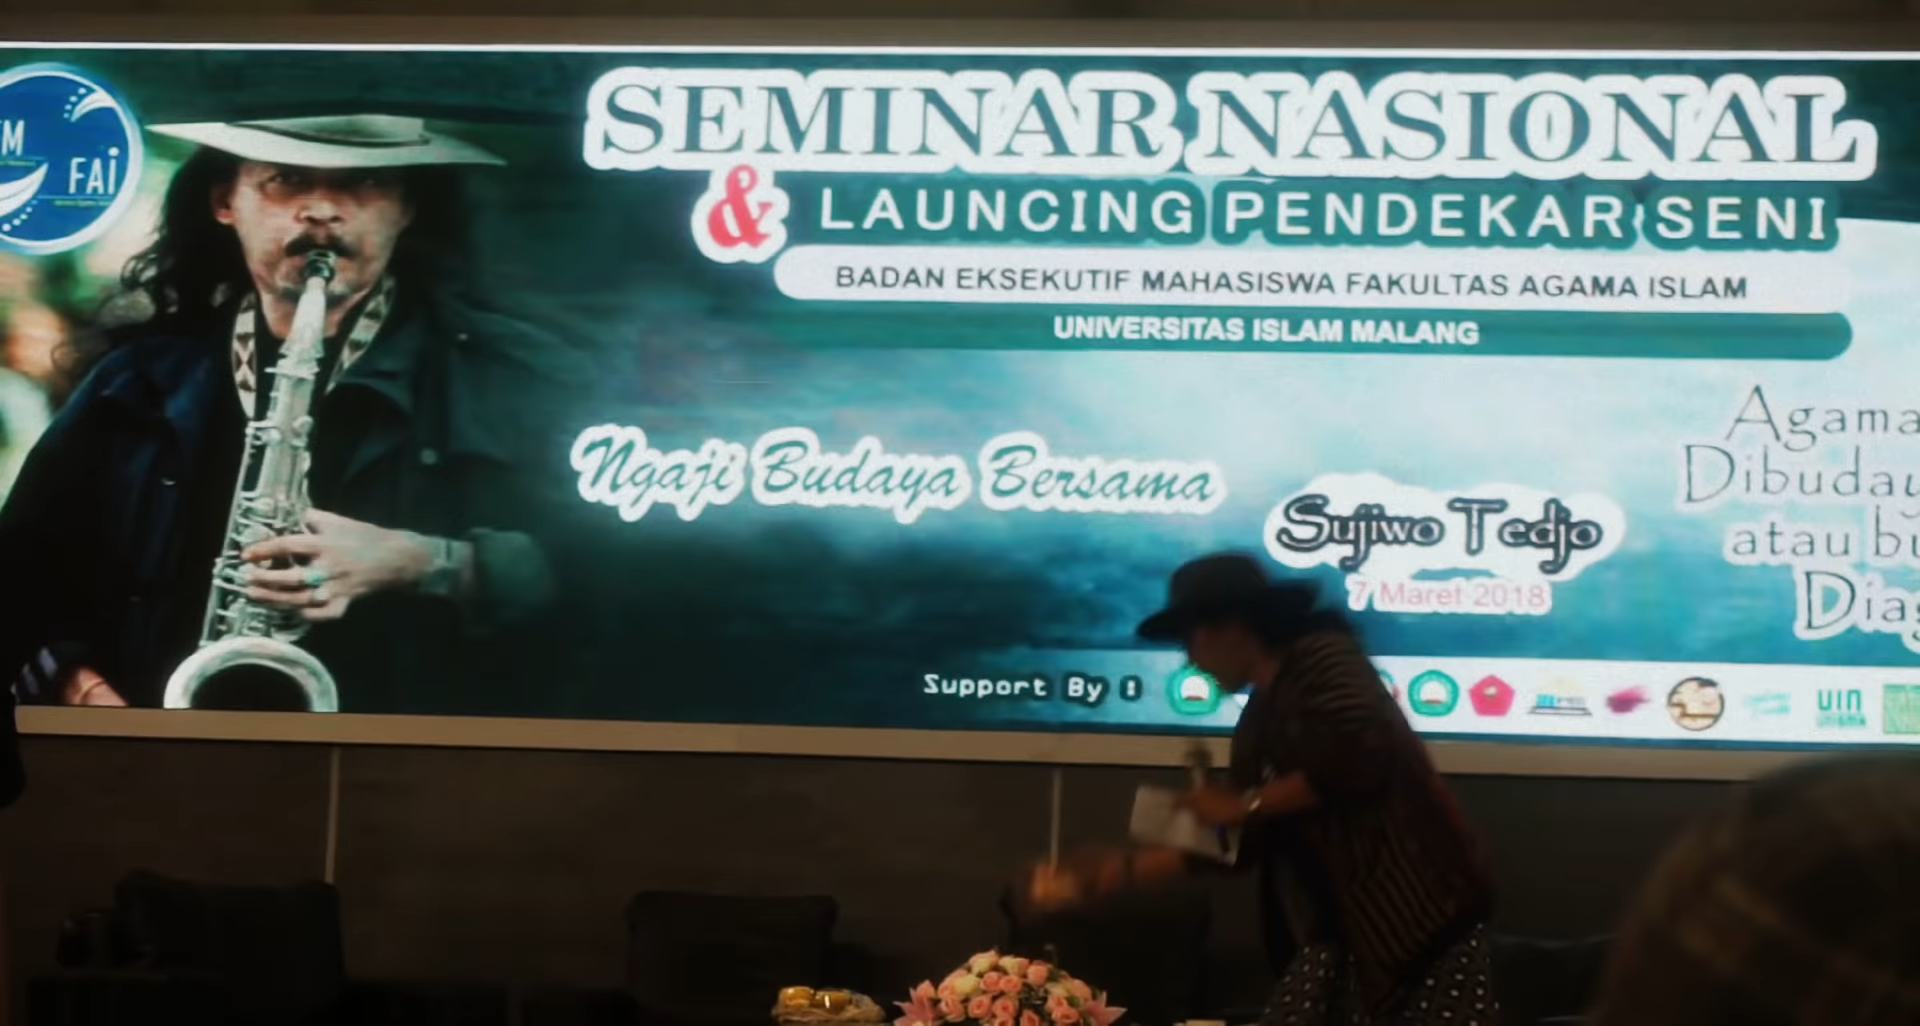 FAI
SEMINAR NASIONAL
& LAUNCING PENDEKAR SENI
BADAN EKSEKUTIF MAHASISWA FAKULTAS AGAMA ISLAM
UNIVERSITAS ISLAM MALANG
Ngaji Budaya Bersama
Sujiwo Tedjo
7 Maret 2018
Agama
atau
Support By :
UIN